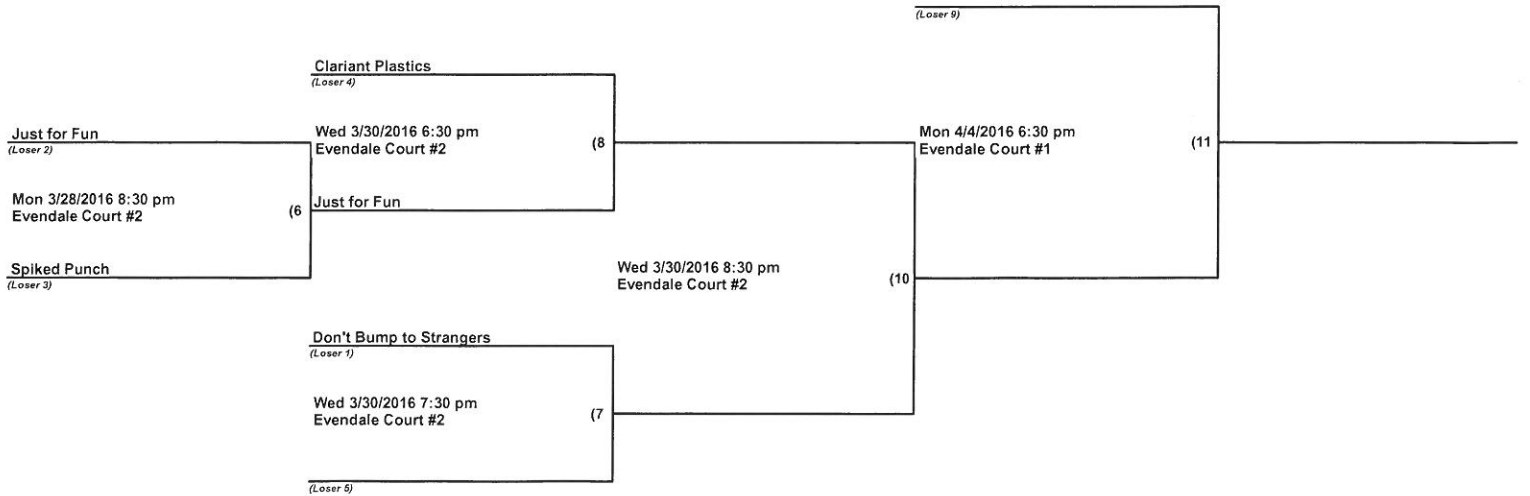 (Loser 9)
Clariant Plastics
(Loser 4)
Just for Fun
(Loser 2)
Wed 3/30/2016 6:30 pm
Evendale Court #2
(8
Mon 4/4/2016 6:30 pm
Evendale Court #1
(11
Mon 3/28/2016 8:30 pm
Evendale Court #2
(6
Just for Fun
Spiked Punch
(Loser 3)
Wed 3/30/2016 8:30 pm
Evendale Court #2
(10
Don't Bump to Strangers
(Loser 1)
Wed 3/30/2016 7:30 pm
Evendale Court #2
(7
(Loser 5)